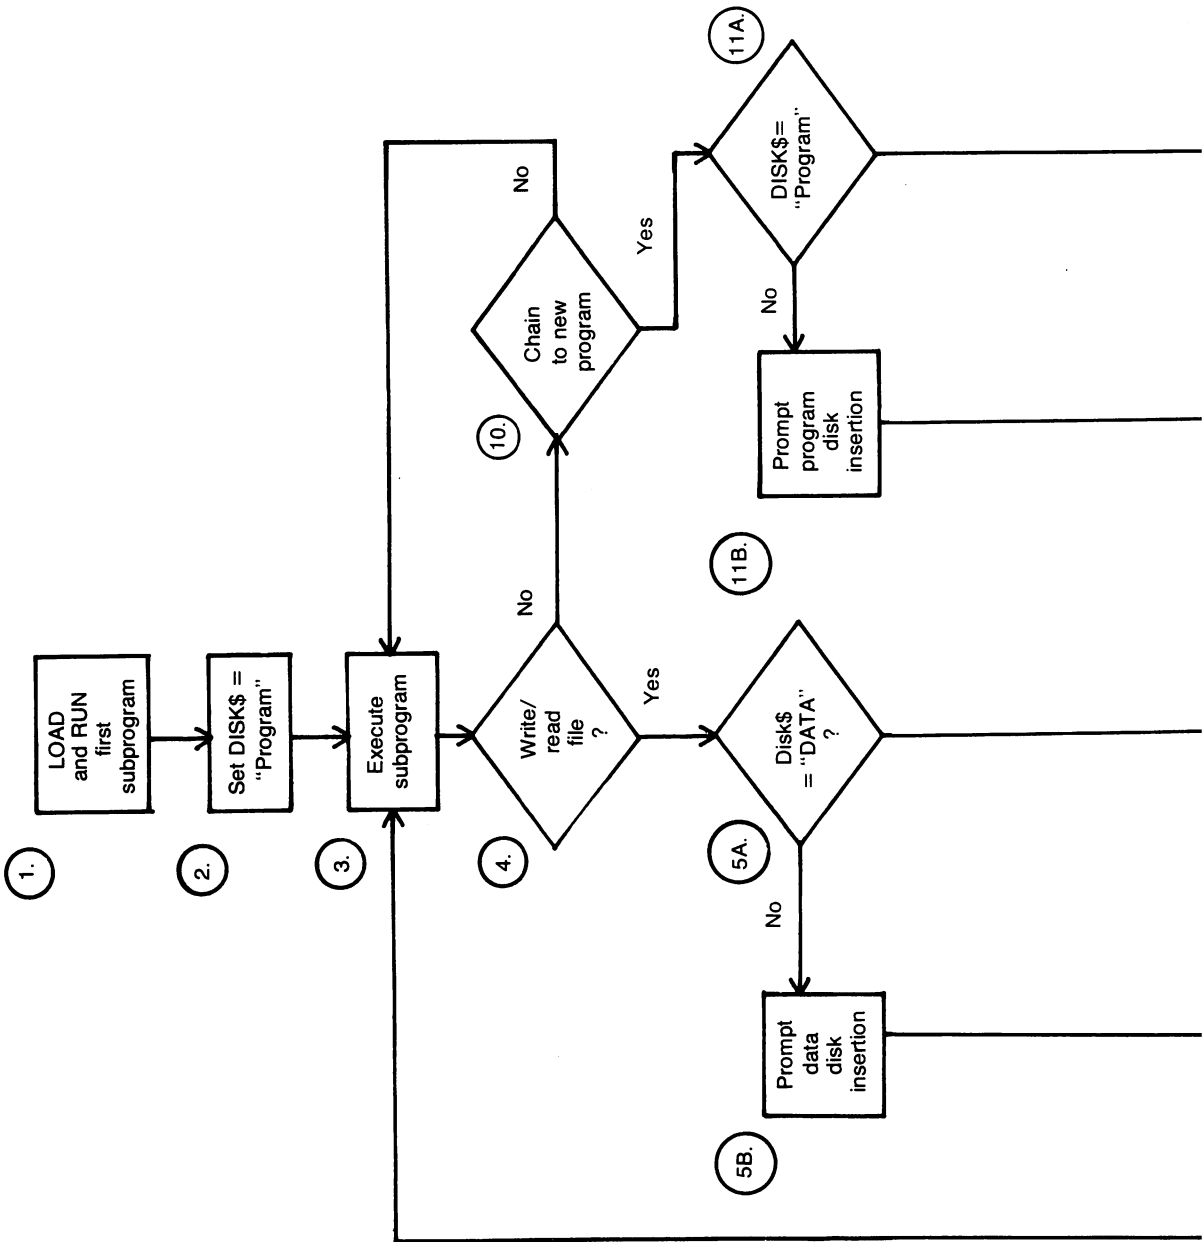 1.
LOAD
and RUN
first
subprogram
2.
Set DISK$ =
“Program”
3.
Execute
subprogram
4.
Write/
read
file
?
No
Yes
10.
Chain
to new
program
No
Yes
5A.
Disk$
= “DATA”
?
No
5B.
Prompt
data
disk
insertion
11A.
DISK$=
“Program”
No
11B.
Prompt
program
disk
insertion